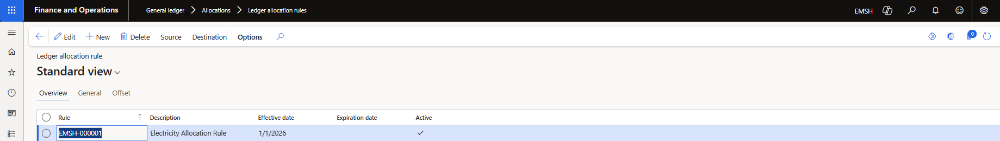 Finance and Operations General ledger Allocations Ledger allocation rules EMSH
Edit New Delete Source Destination Options 0
Ledger allocation rule
Standard view
Overview General Offset
Rule Description Effective date Expiration date Active
EMSH-000001 Electricity Allocation Rule 1/1/2026